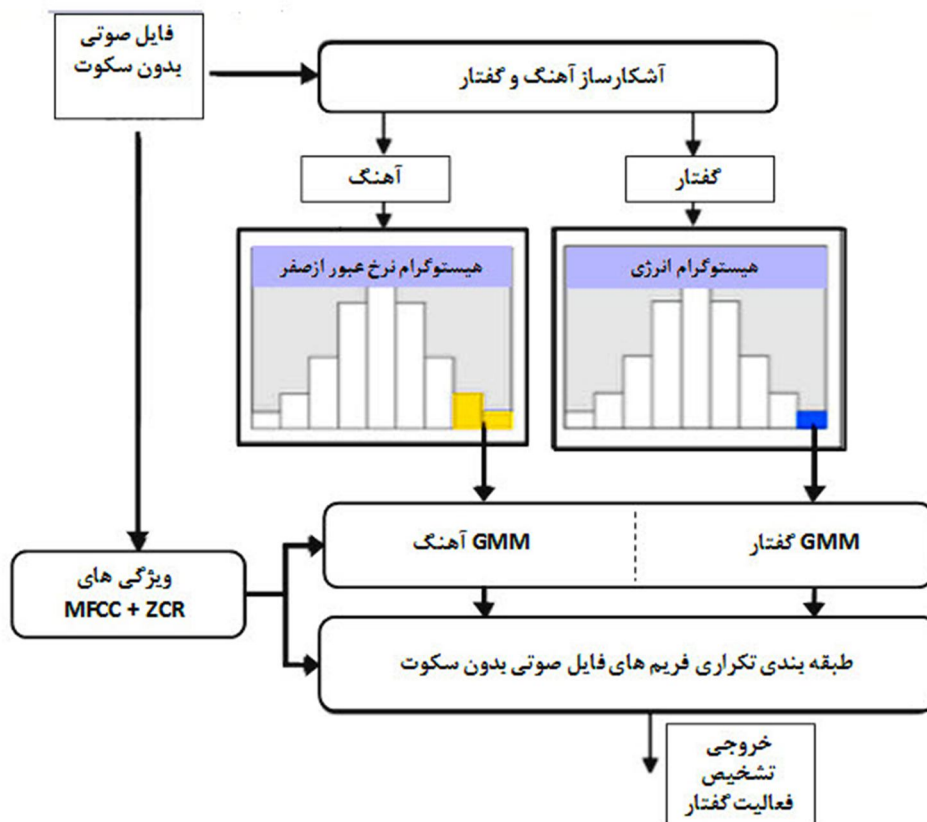 فایل صوتی
بدون سکوت
آشکارساز آهنگ و گفتار
آهنگ
گفتار
هیستوگرام نرخ عبور ازصفر
هیستوگرام انرژی
GMM آهنگ
GMM گفتار
ویژگی های
MFCC + ZCR
طبقه بندی تکراری فریم های فایل صوتی بدون سکوت
خروجی
تشخیص
فعالیت گفتار